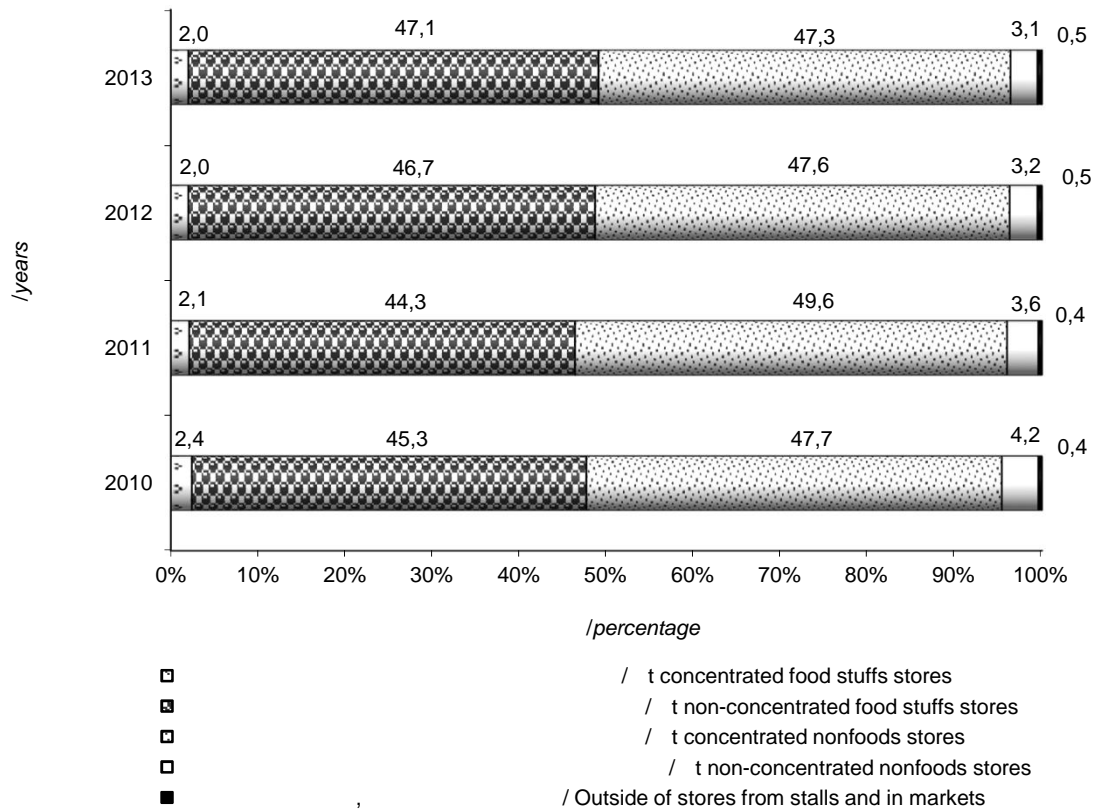 2,0 47,1 47,3 3,1 0,5
2013
2,0 46,7 47,6 3,2 0,5
2012
/years
2,1 44,3 49,6 3,6 0,4
2011
2,4 45,3 47,7 4,2 0,4
2010
0% 10% 20% 30% 40% 50% 60% 70% 80% 90% 100%
/percentage
/ t concentrated food stuffs stores
/ t non-concentrated food stuffs stores
/ t concentrated nonfoods stores
/ t non-concentrated nonfoods stores
, / Outside of stores from stalls and in markets